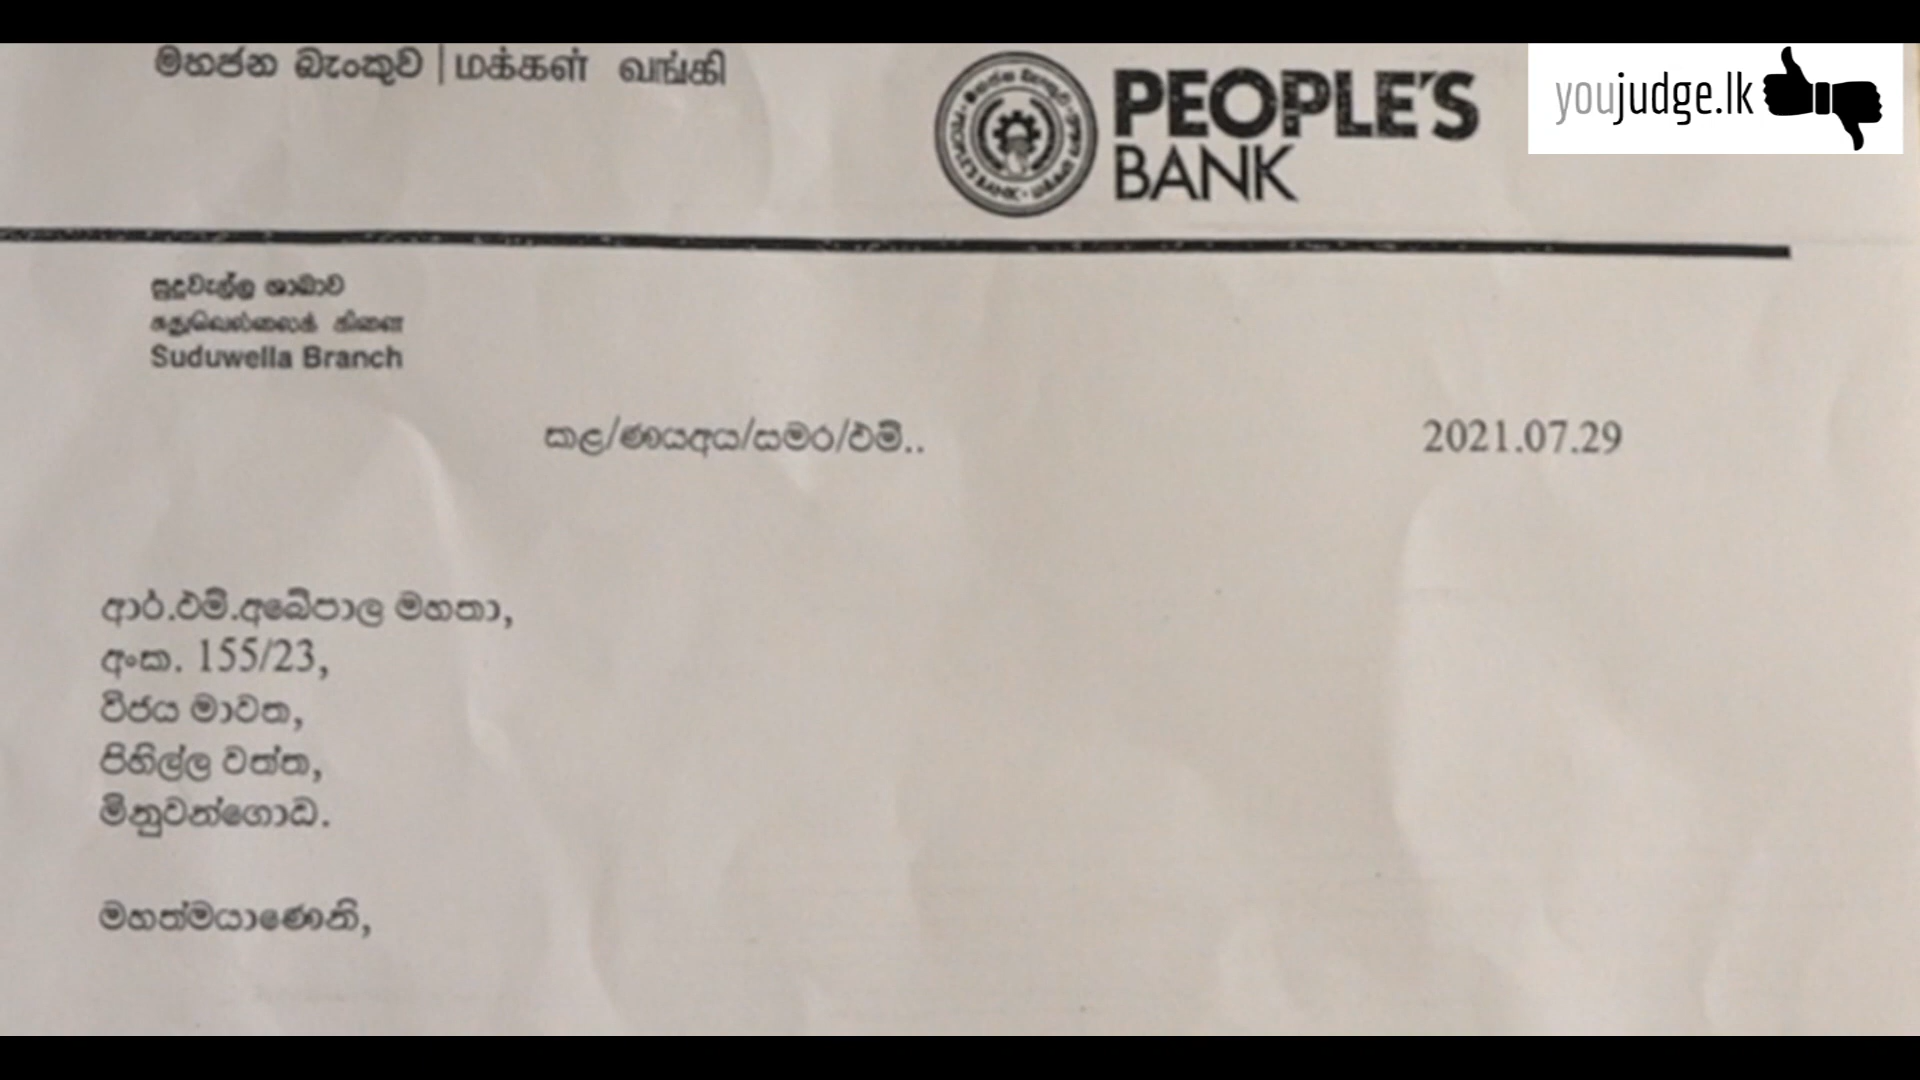 මහජන බැංකුව | மக்கள் வங்கி
PEOPLE'S
BANK
youjudge.lk
සුදුවැල්ල ශාඛාව
சுதுவெல்லைக் கிளை
Suduwella Branch
කළ/ණයඅය/සමර/එම්.. 2021.07.29
ආර්.එම්.අබේපාල මහතා,
අංක. 155/23,
විජය මාවත,
පිහිල්ල වත්ත,
මිනුවන්ගොඩ.
මහත්මයාණෙනි,